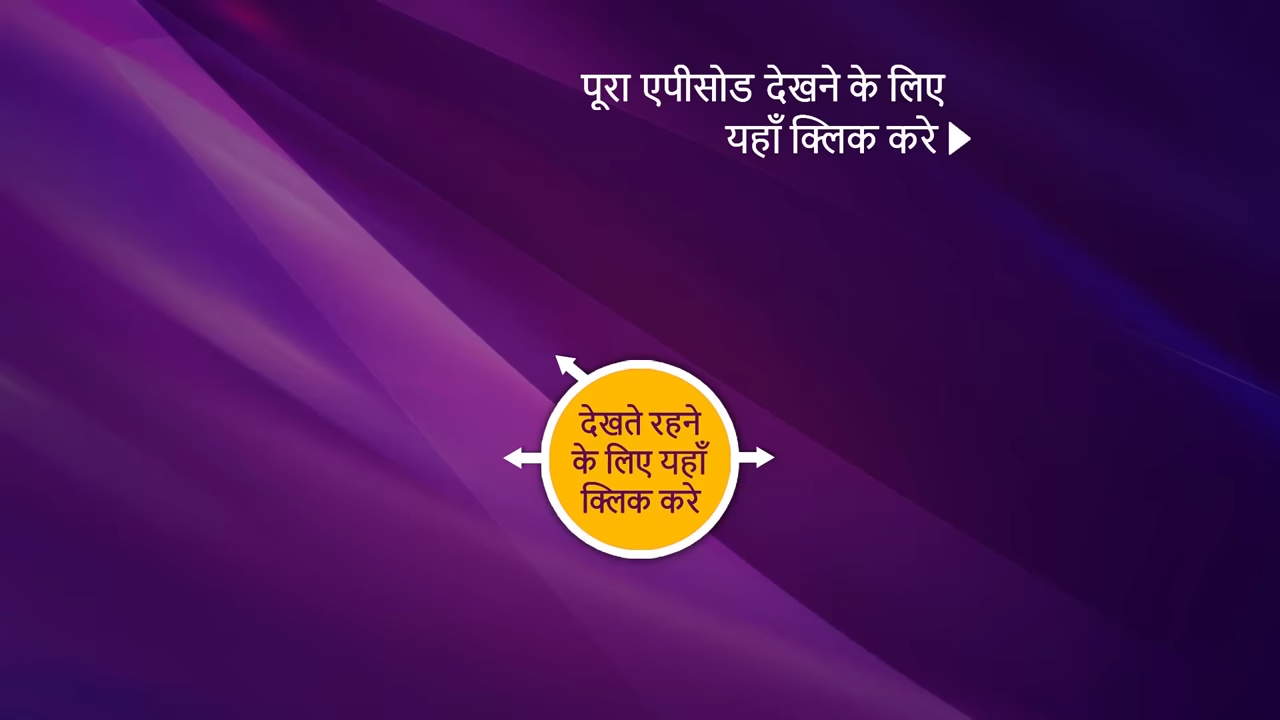 पूरा एपीसोड देखने के लिए
यहाँ क्लिक करे
देखते रहने
के लिए यहाँ
क्लिक करे